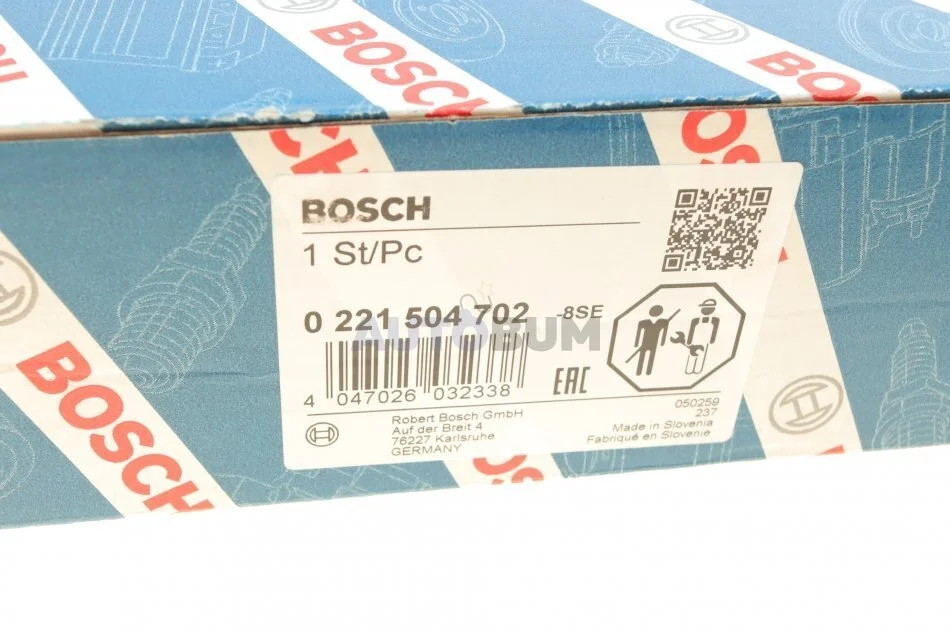 BOSCH
BOSCH
BOSCH
1 St/Pc
0 221 504 702 -8SE
AUTOBUM
4 047026 032338
EAC
Robert Bosch GmbH
Auf der Breit 4
76227 Karlsruhe
GERMANY
050259
237
Made in Slovenia
Fabriqué en Slovenie
BOSCH